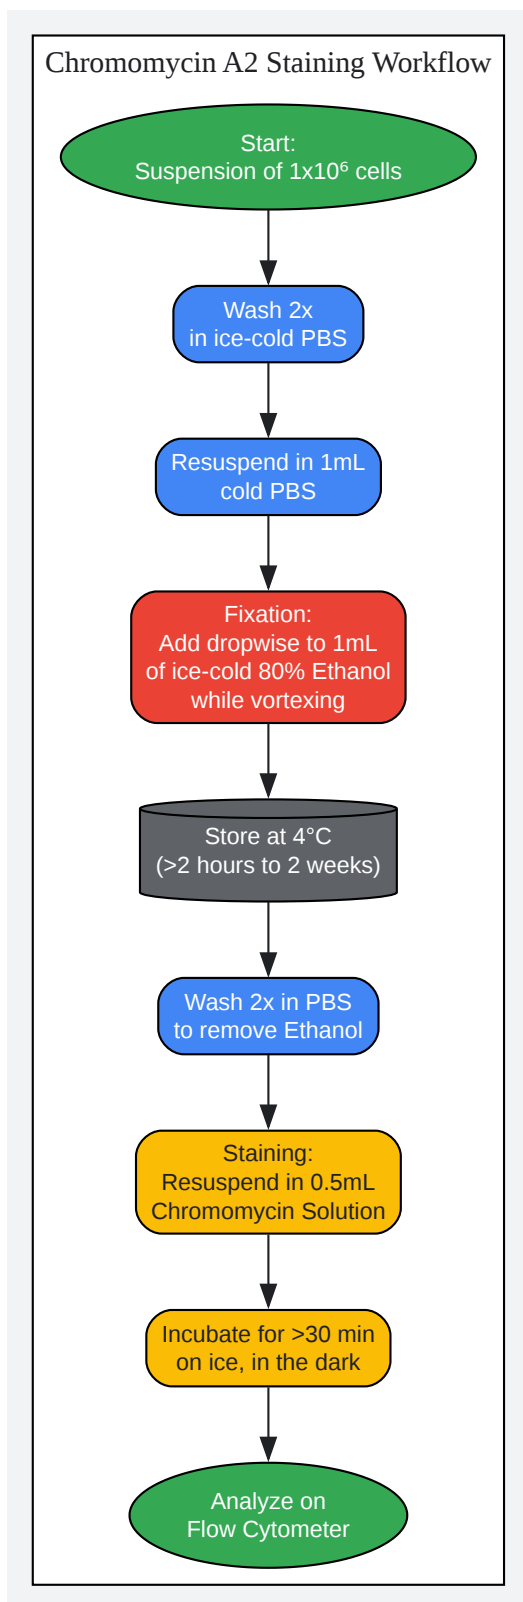 Chromomycin A2 Staining Workflow
Start:
Suspension of 1x10⁶ cells
Wash 2x
in ice-cold PBS
Resuspend in 1mL
cold PBS
Fixation:
Add dropwise to 1mL
of ice-cold 80% Ethanol
while vortexing
Store at 4°C
(>2 hours to 2 weeks)
Wash 2x in PBS
to remove Ethanol
Staining:
Resuspend in 0.5mL
Chromomycin Solution
Incubate for >30 min
on ice, in the dark
Analyze on
Flow Cytometer